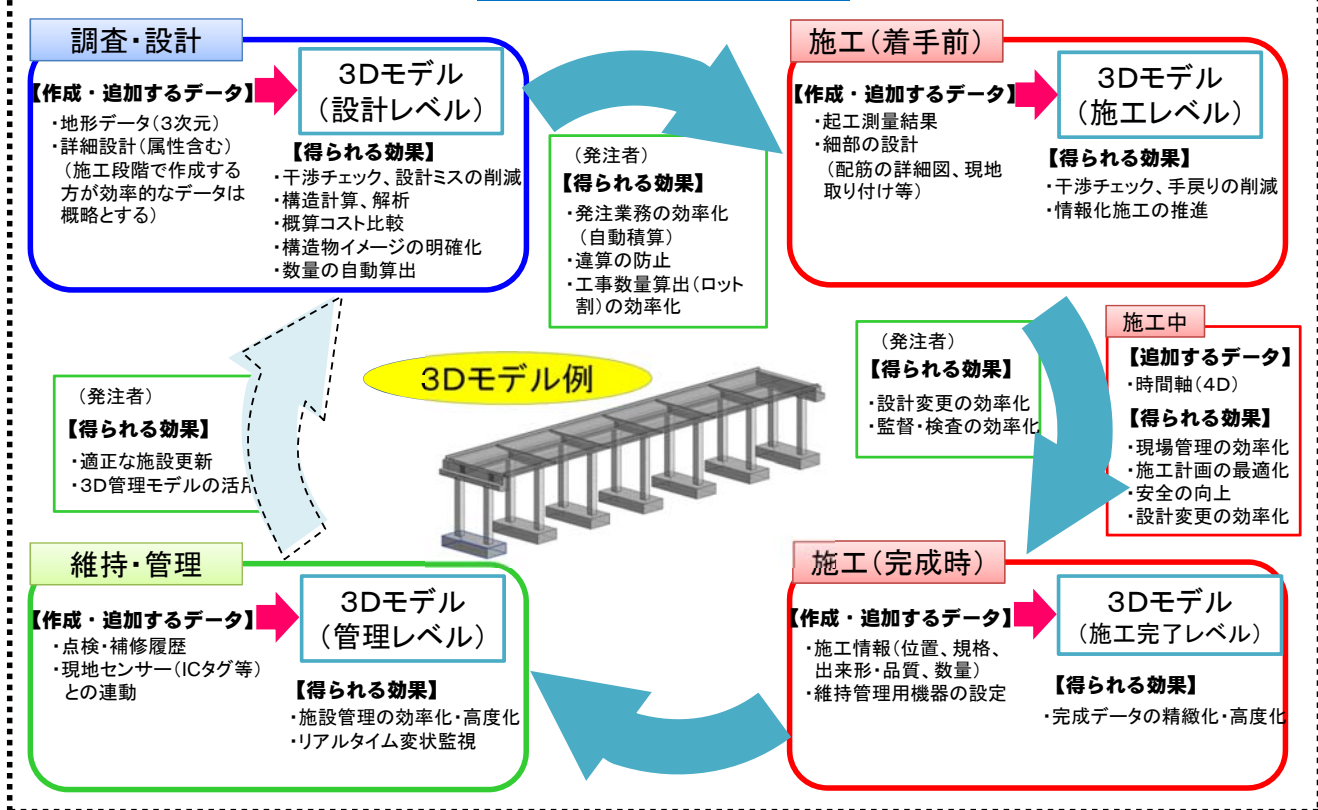 調査・設計
【作成・追加するデータ】
・地形データ(3次元)
・詳細設計(属性含む)
(施工段階で作成する
方が効率的なデータは
概略とする)
3Dモデル
(設計レベル)
【得られる効果】
・干渉チェック、設計ミスの削減
・構造計算、解析
・概算コスト比較
・構造物イメージの明確化
・数量の自動算出
(発注者)
【得られる効果】
・発注業務の効率化
(自動積算)
・違算の防止
・工事数量算出(ロット
割)の効率化
施工(着手前)
【作成・追加するデータ】
・起工測量結果
・細部の設計
(配筋の詳細図、現地
取り付け等)
3Dモデル
(施工レベル)
【得られる効果】
・干渉チェック、手戻りの削減
・情報化施工の推進
(発注者)
【得られる効果】
・設計変更の効率化
・監督・検査の効率化
施工中
【追加するデータ】
・時間軸(4D)
【得られる効果】
・現場管理の効率化
・施工計画の最適化
・安全の向上
・設計変更の効率化
3Dモデル例
(発注者)
【得られる効果】
・適正な施設更新
・3D管理モデルの活用
維持・管理
【作成・追加するデータ】
・点検・補修履歴
・現地センサー(ICタグ等)
との連動
3Dモデル
(管理レベル)
【得られる効果】
・施設管理の効率化・高度化
・リアルタイム変状監視
施工(完成時)
【作成・追加するデータ】
・施工情報(位置、規格、
出来形・品質、数量)
・維持管理用機器の設定
3Dモデル
(施工完了レベル)
【得られる効果】
・完成データの精緻化・高度化